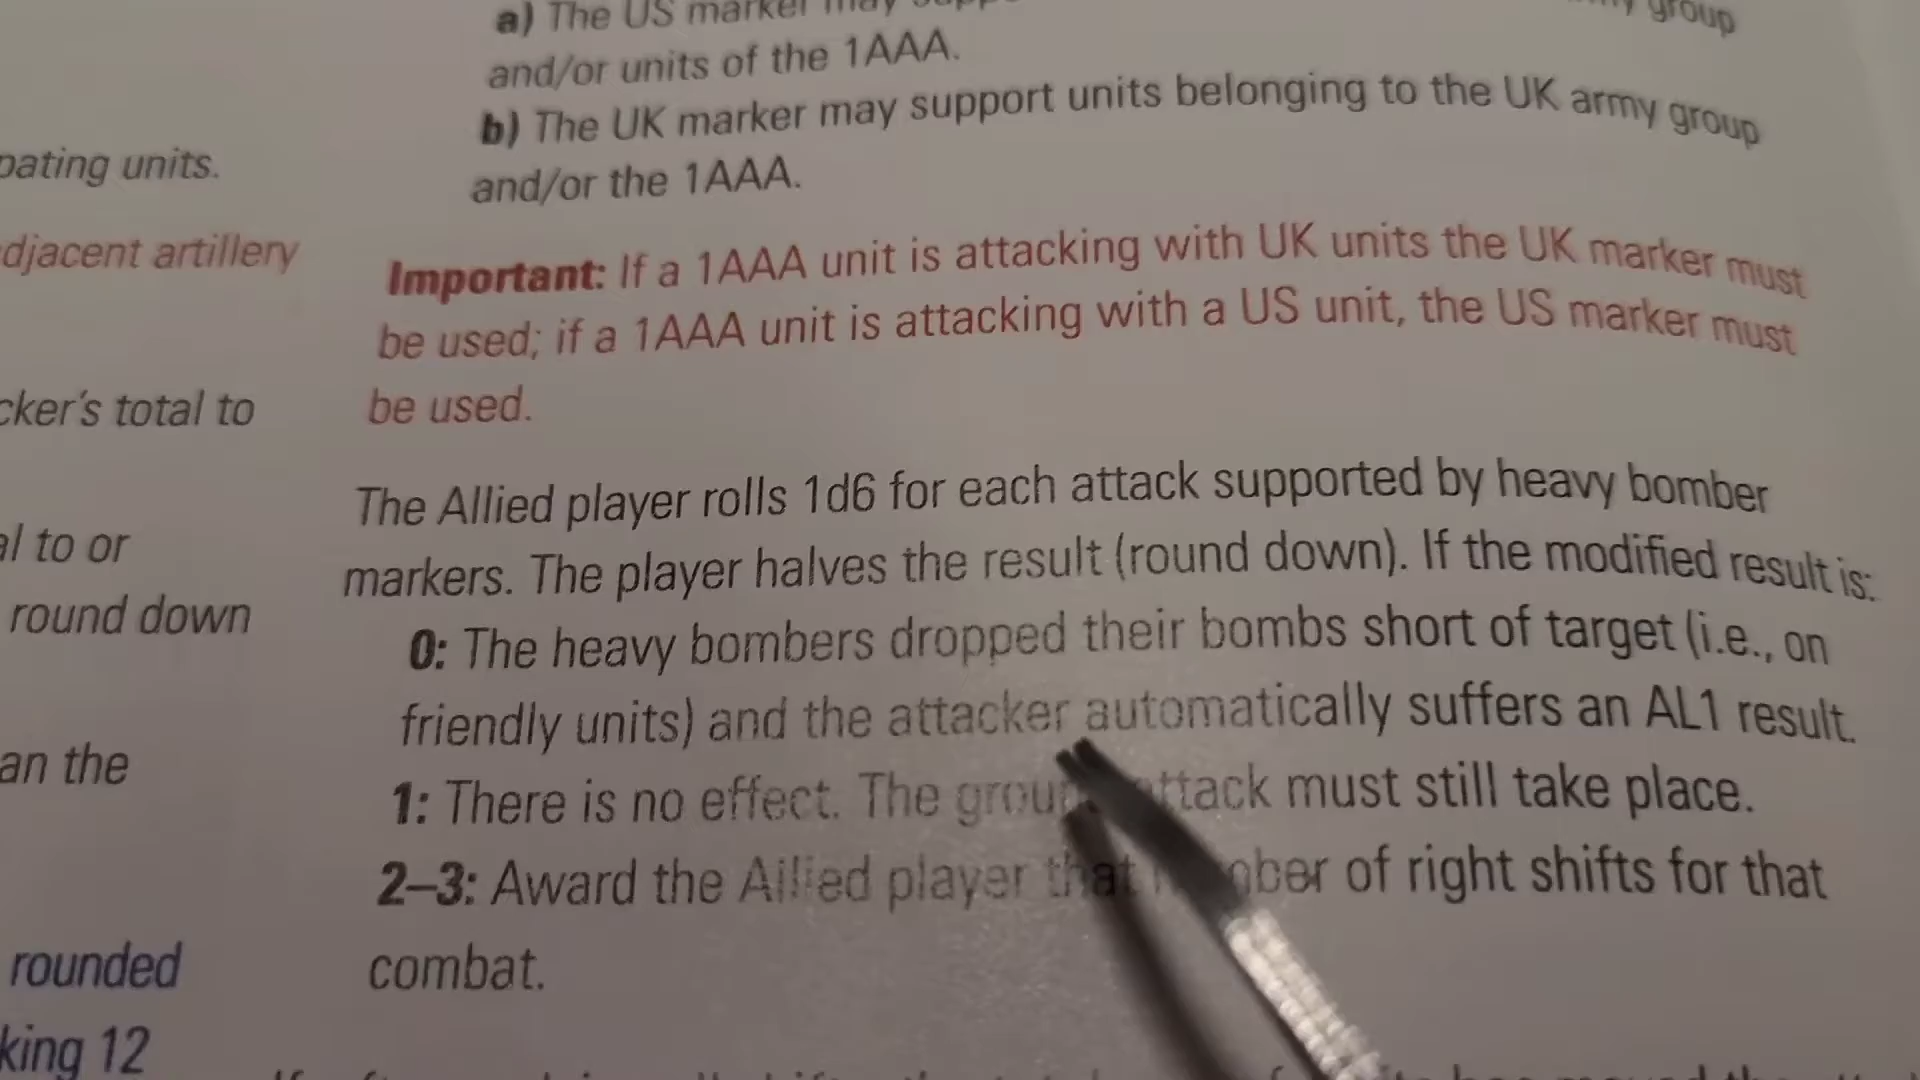 a) The US marker may
group
and/or units of the 1AAA.
b) The UK marker may support units belonging to the UK army group
and/or the 1AAA.
Important: If a 1AAA unit is attacking with UK units the UK marker must
be used; if a 1AAA unit is attacking with a US unit, the US marker must
be used.
The Allied player rolls 1d6 for each attack supported by heavy bomber
markers. The player halves the result (round down). If the modified result is:
0: The heavy bombers dropped their bombs short of target (i.e., on
friendly units) and the attacker automatically suffers an AL1 result.
1: There is no effect. The attack must still take place.
2–3: Award the Allied player that of right shifts for that
combat.
units.
artillery
total to
to or
round down
an the
rounded
12